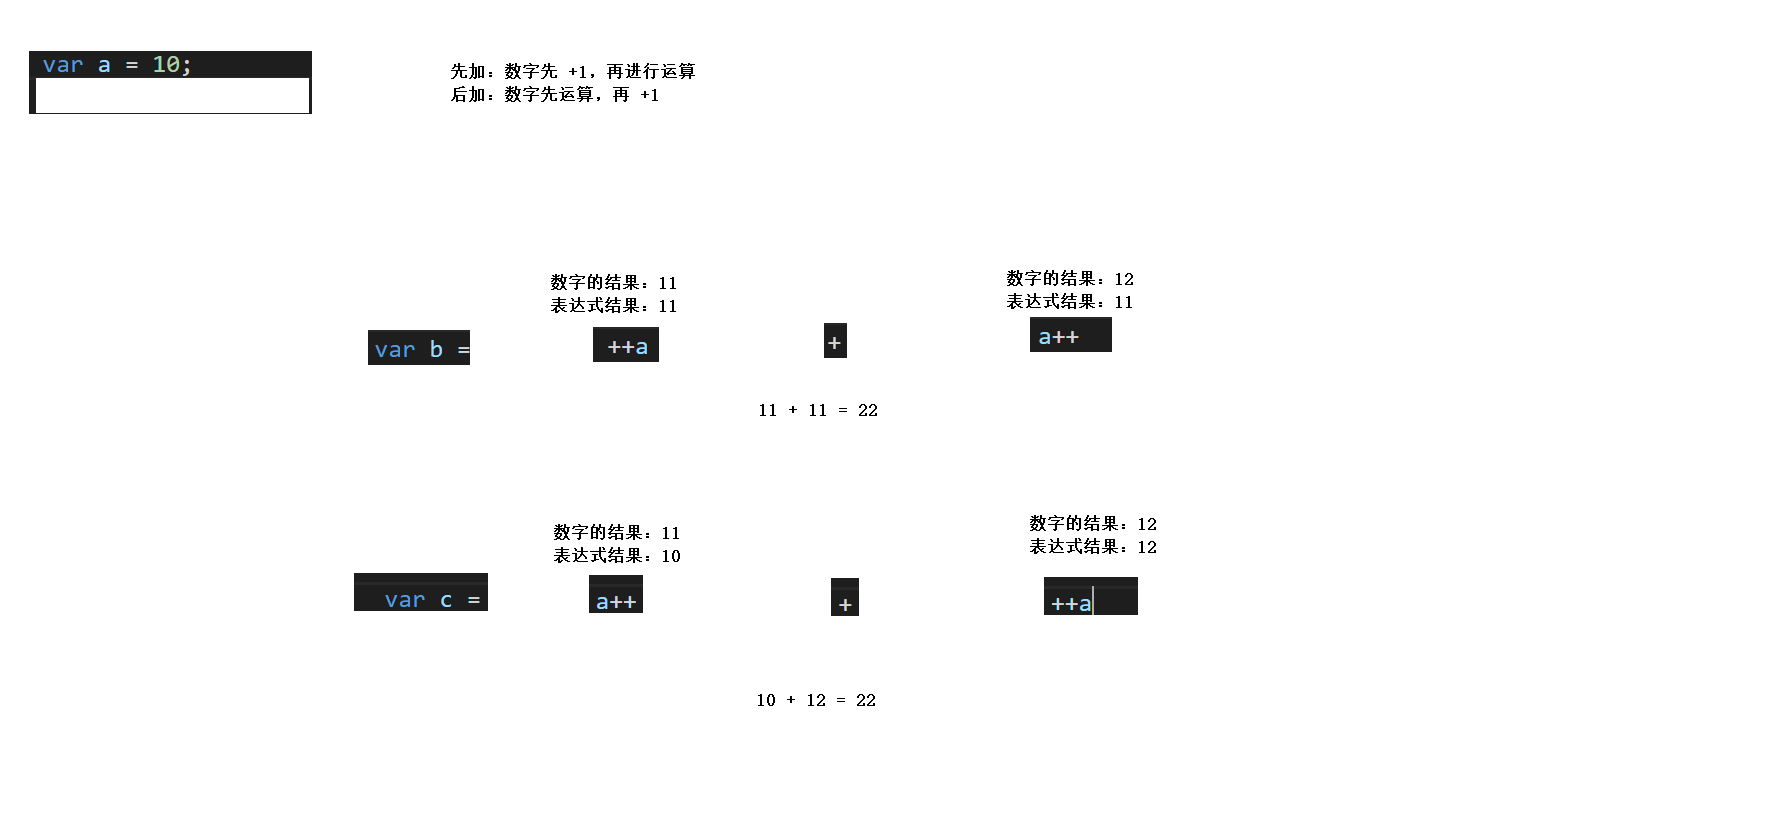 var a = 10;
先加：数字先 +1，再进行运算
后加：数字先运算，再 +1
数字的结果：11
表达式结果：11
数字的结果：12
表达式结果：11
var b = ++a + a++
11 + 11 = 22
数字的结果：11
表达式结果：10
数字的结果：12
表达式结果：12
var c = a++ + ++a
10 + 12 = 22